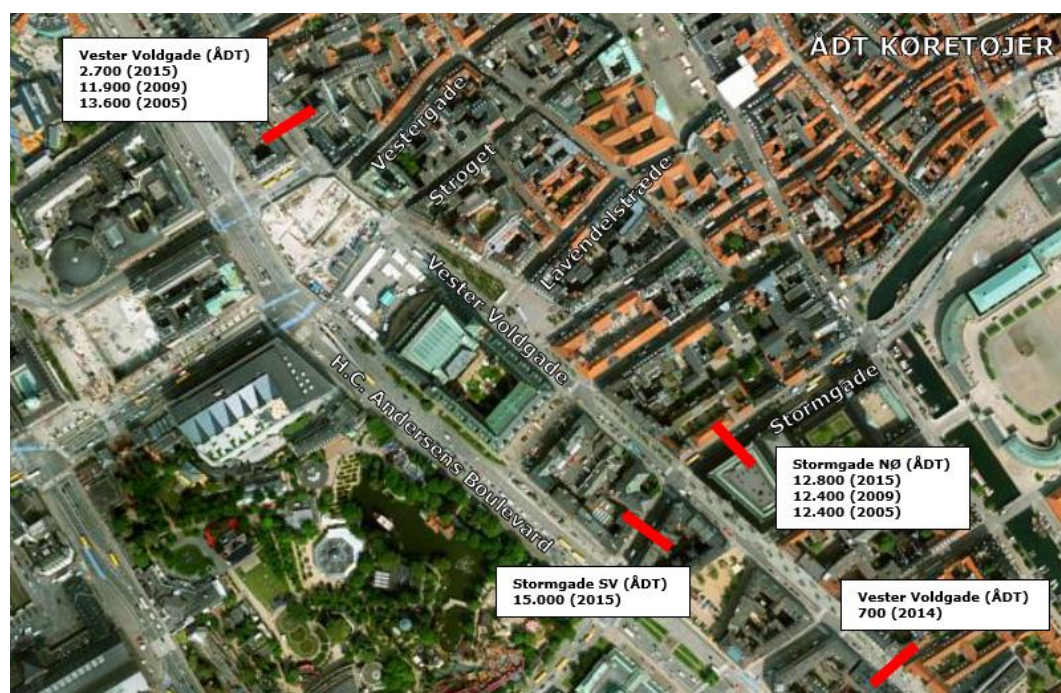 ÅDT KØRETØJER
Vester Voldgade (ÅDT)
2.700 (2015)
11.900 (2009)
13.600 (2005)
Vestergade
Stroget
Lavendelstræde
Vester Voldgade
H.C. Andersens Boulevard
Stormgade
Stormgade NØ (ÅDT)
12.800 (2015)
12.400 (2009)
12.400 (2005)
Stormgade SV (ÅDT)
15.000 (2015)
Vester Voldgade (ÅDT)
700 (2014)